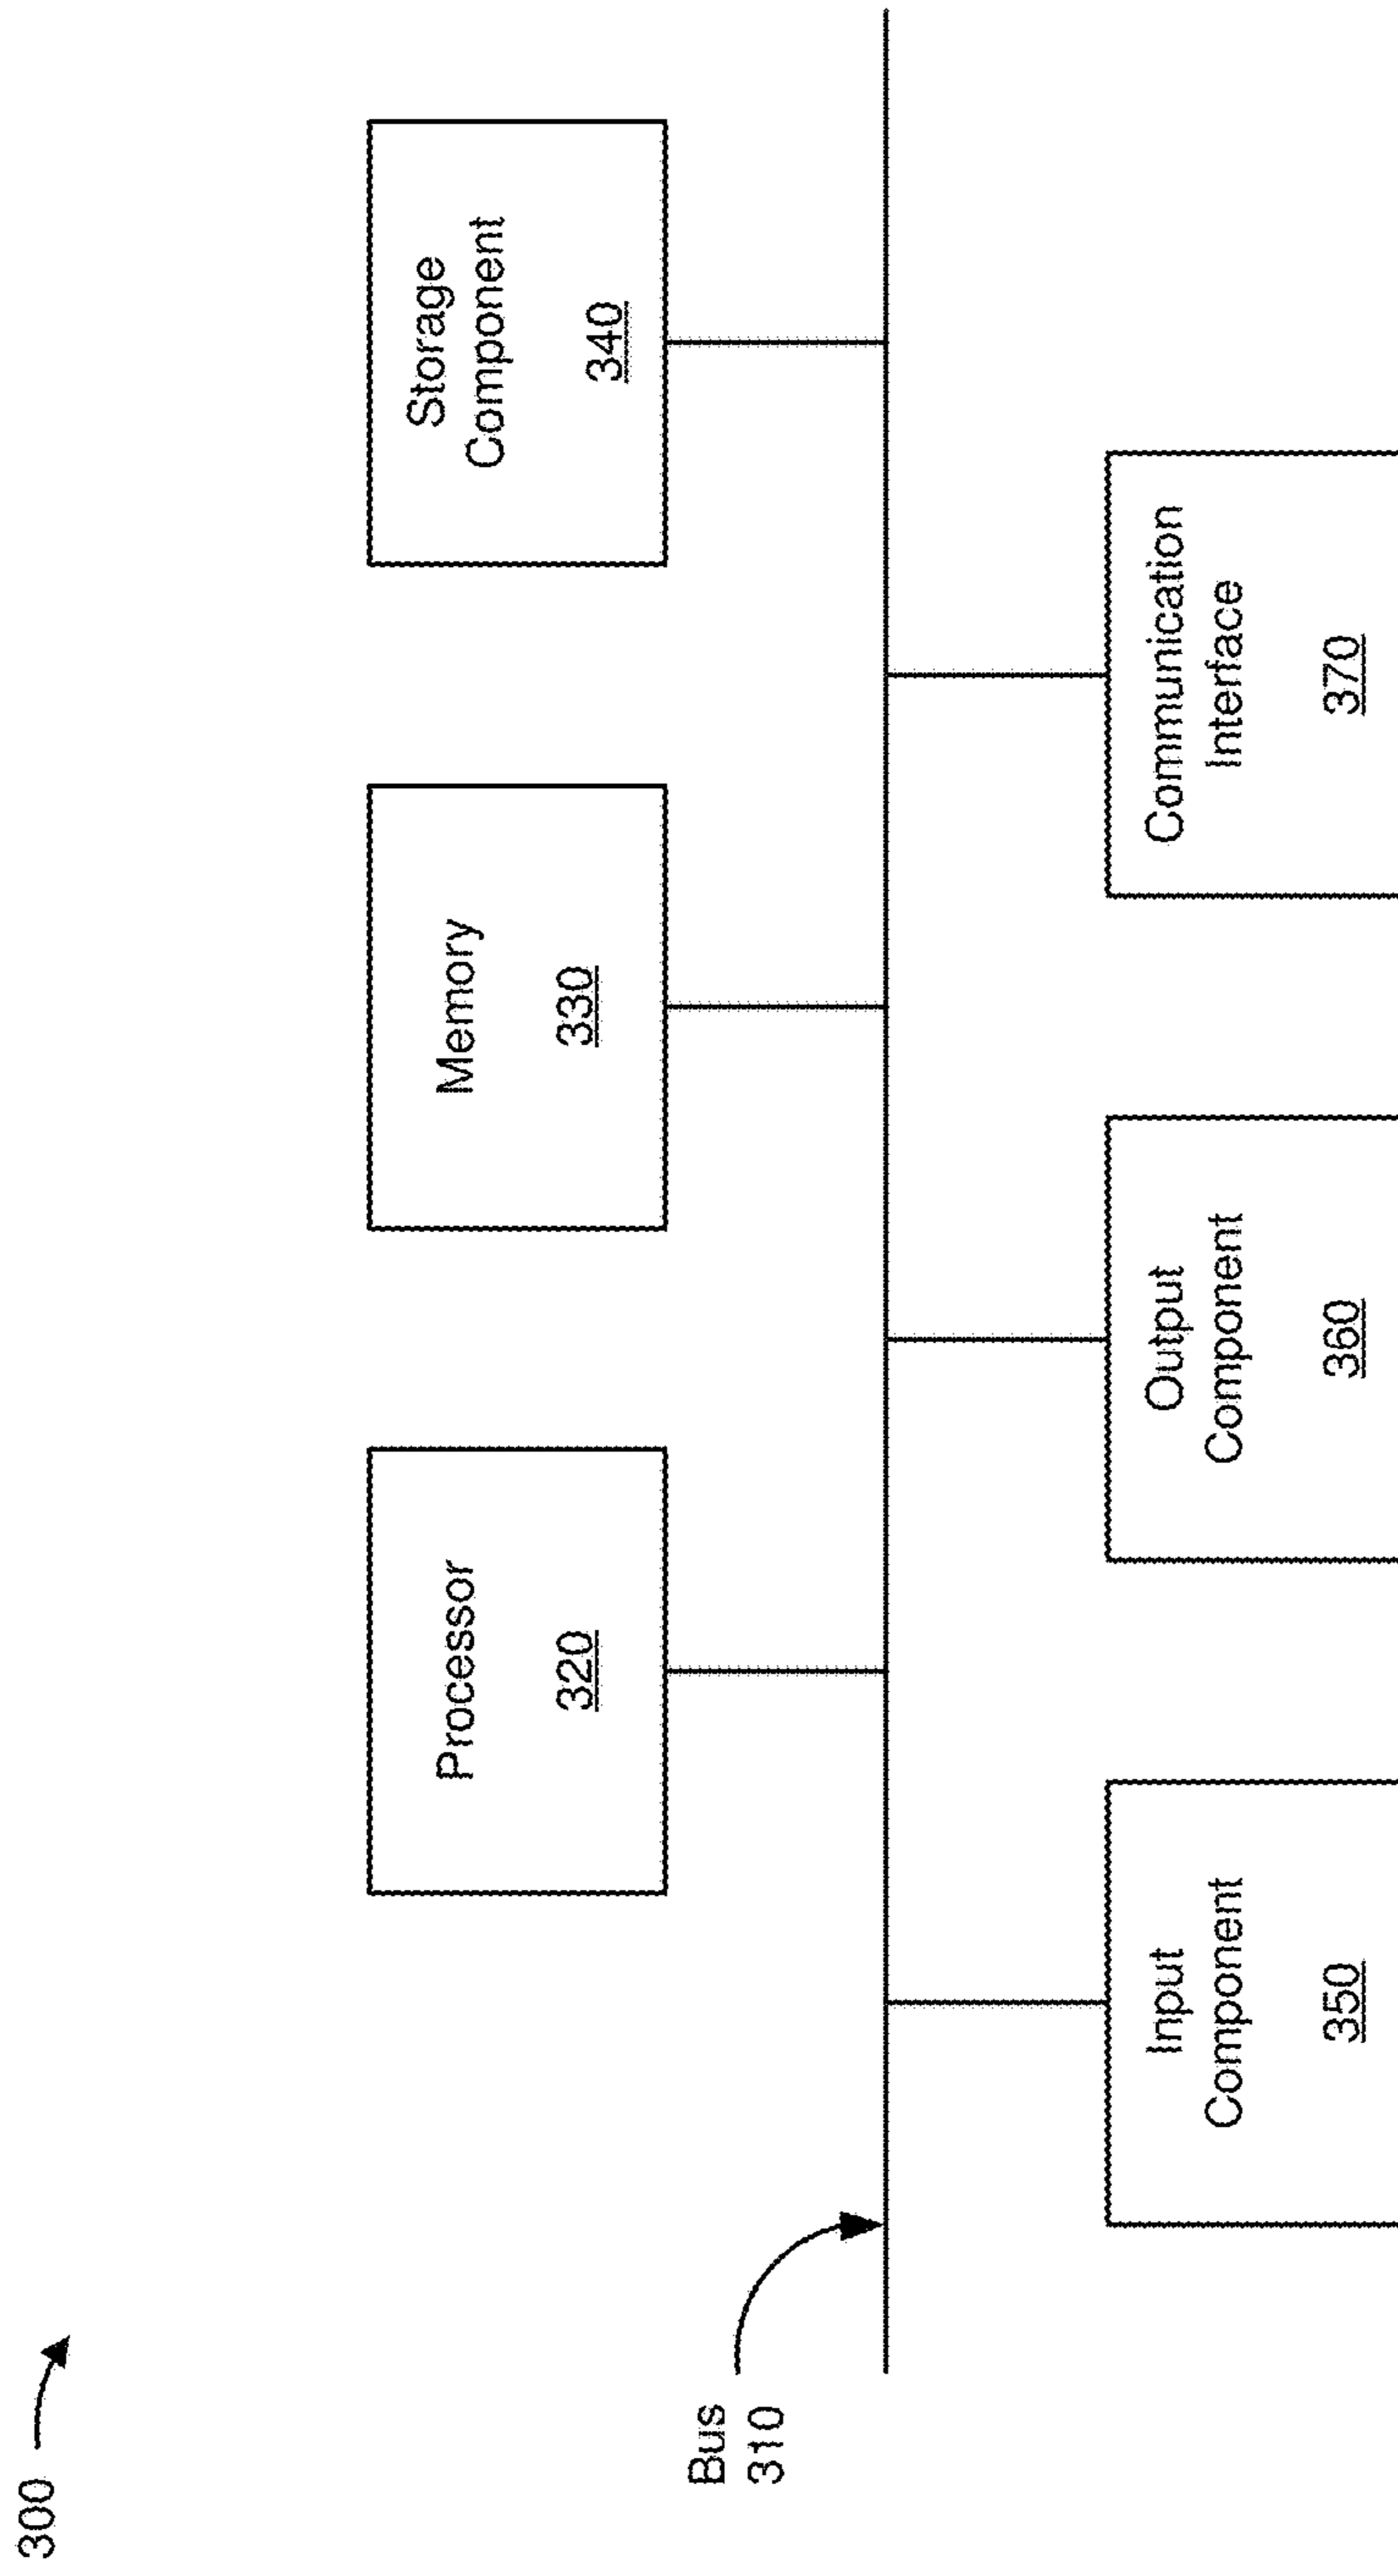 300
Processor
320
Memory
330
Storage
Component
340
Bus
310
Input
Component
350
Output
Component
360
Communication
Interface
370